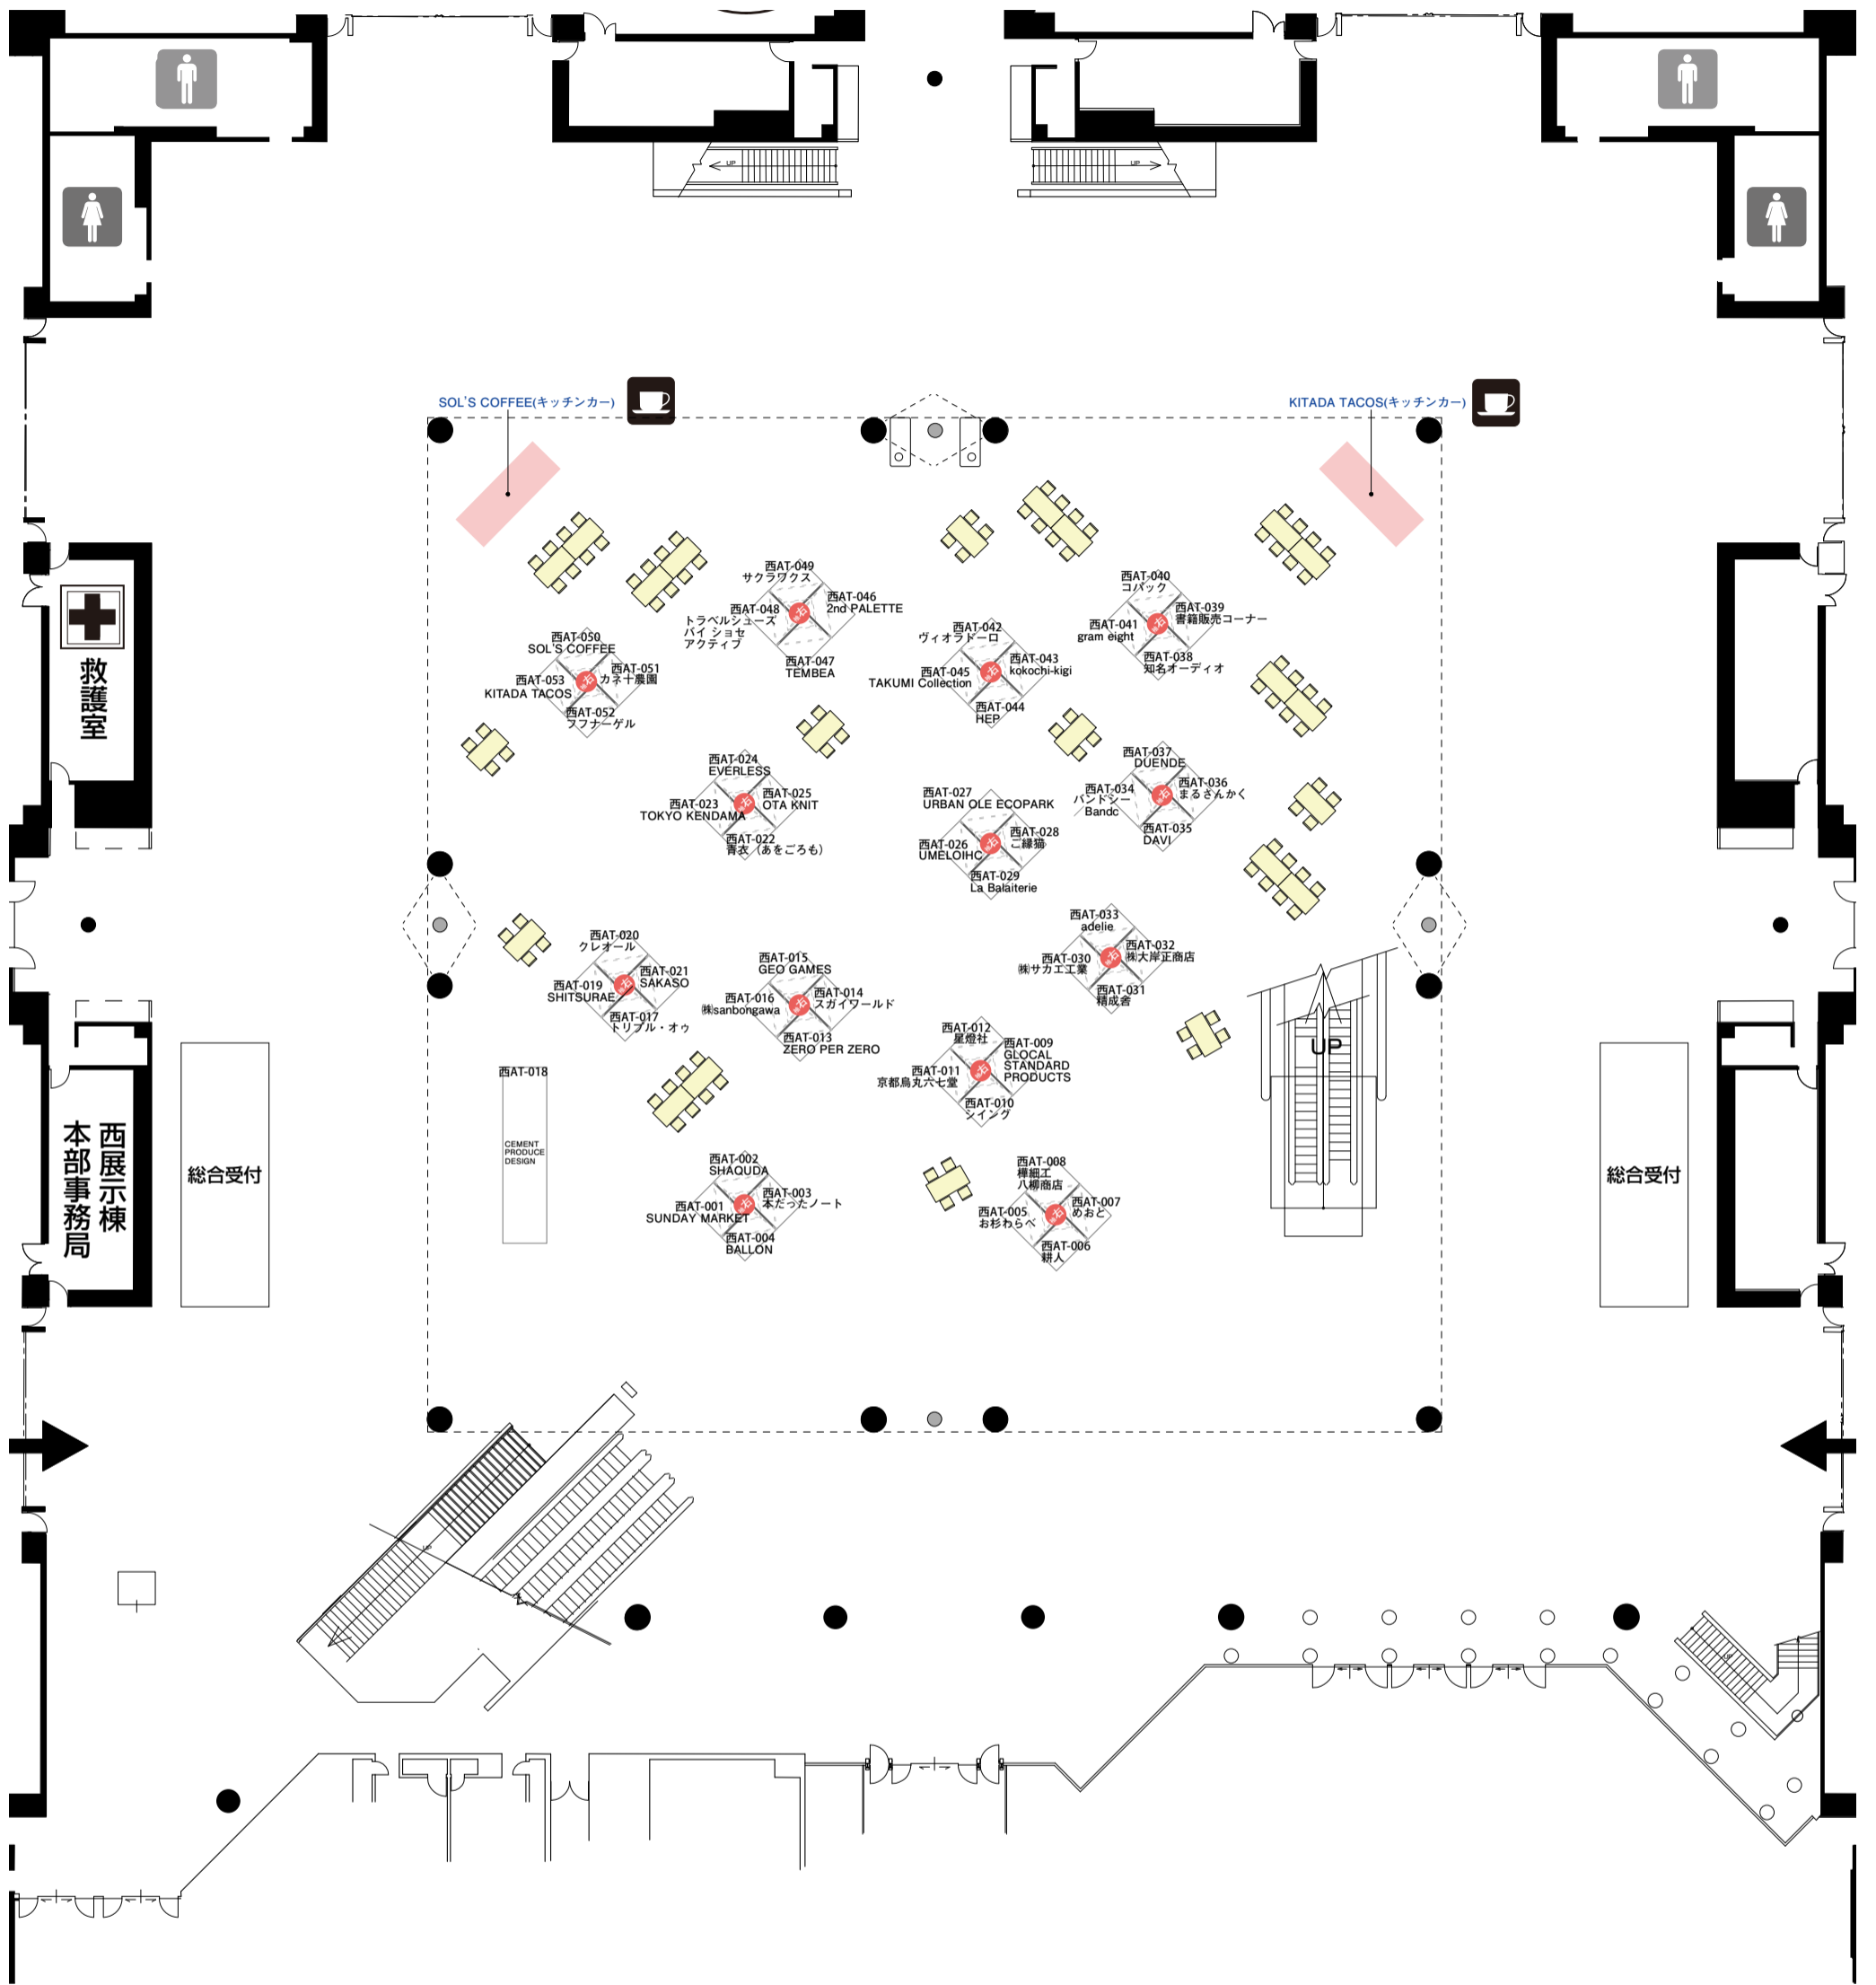 UP
UP
SOL'S COFFEE(キッチンカー)
KITADA TACOS(キッチンカー)
西AT-049
サクラワクス
西AT-046
2nd PALETTE
西AT-048
トラベルシューズ
バイ ショセ
アクティブ
西AT-047
TEMBEA
西AT-040
コバック
西AT-039
書籍販売コーナー
西AT-041
gram eight
西AT-038
知名オーディオ
西AT-042
ヴィオラドーロ
西AT-043
kokochi-kigi
西AT-045
TAKUMI Collection
西AT-044
HEP
西AT-050
SOL'S COFFEE
西AT-051
カネ十農園
西AT-053
KITADA TACOS
西AT-052
スフナーゲル
救護室
西AT-024
EVERLESS
西AT-025
OTA KNIT
西AT-023
TOKYO KENDAMA
西AT-022
青衣（あをごろも）
西AT-037
DUENDE
西AT-036
まるさんかく
西AT-034
バンドシー
Bandc
西AT-035
DAVI
西AT-027
URBAN OLE ECOPARK
西AT-028
ご縁猫
西AT-026
UMELOIHC
西AT-029
La Balaiterie
西AT-033
adelie
西AT-032
㈱大岸正商店
西AT-030
㈱サカエ工業
西AT-031
精成舎
西AT-020
クレオール
西AT-021
SAKASO
西AT-019
SHITSURAE
西AT-017
トリプル・オゥ
西AT-015
GEO GAMES
西AT-014
スガイワールド
西AT-016
㈱sanbongawa
西AT-013
ZERO PER ZERO
西AT-012
星燈社
西AT-009
GLOCAL
STANDARD
PRODUCTS
西AT-011
京都烏丸六七堂
西AT-010
シイング
UP
西AT-018
CEMENT
PRODUCE
DESIGN
西展示棟
本部事務局
総合受付
総合受付
西AT-002
SHAQUDA
西AT-003
本だったノート
西AT-001
SUNDAY MARKET
西AT-004
BALLON
西AT-008
樺細工
八柳商店
西AT-007
めおと
西AT-005
お杉わらべ
西AT-006
耕人
UP
UP